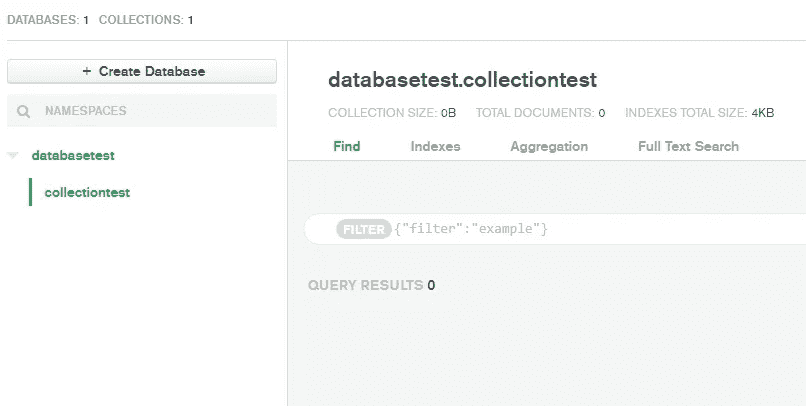 DATABASES: 1 COLLECTIONS: 1
+ Create Database
NAMESPACES
databasetest
collectiontest
databasetest.collectiontest
COLLECTION SIZE: 0B TOTAL DOCUMENTS: 0 INDEXES TOTAL SIZE: 4KB
Find Indexes Aggregation Full Text Search
FILTER {"filter":"example"}
QUERY RESULTS 0